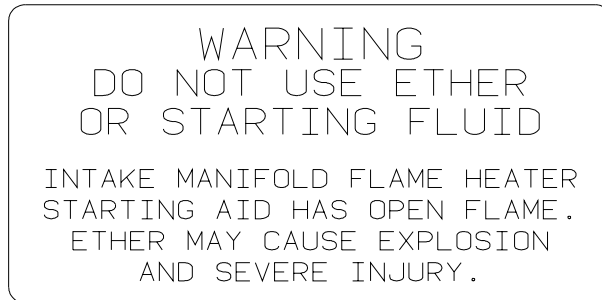 WARNING
DO NOT USE ETHER
OR STARTING FLUID
INTAKE MANIFOLD FLAME HEATER
STARTING AID HAS OPEN FLAME.
ETHER MAY CAUSE EXPLOSION
AND SEVERE INJURY.